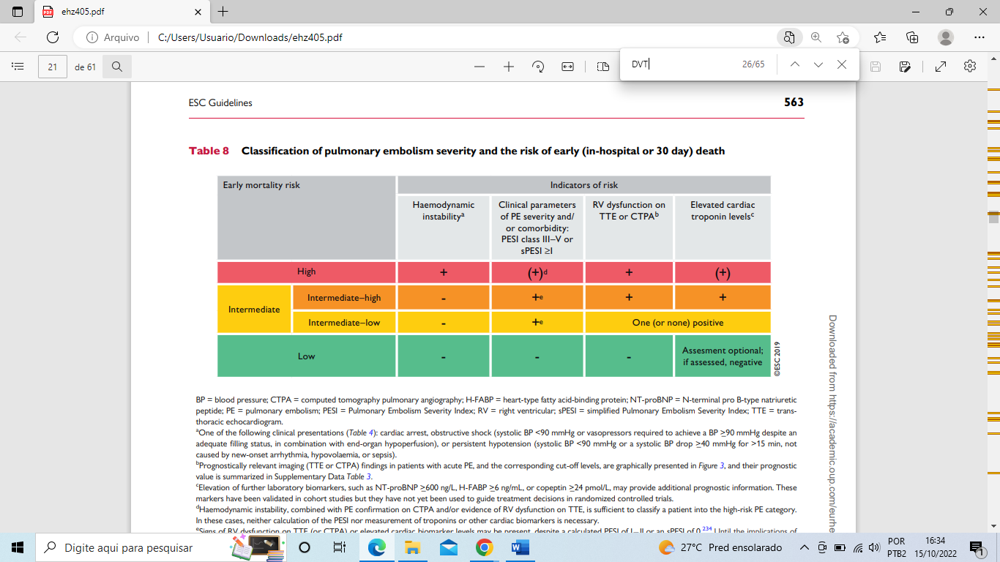 ehz405.pdf
Arquivo
C:/Users/Usuario/Downloads/ehz405.pdf
21 de 61
DVT 26/65
ESC Guidelines 563
Table 8 Classification of pulmonary embolism severity and the risk of early (in-hospital or 30 day) death
Early mortality risk
Indicators of risk
Haemodynamic
instabilityᵃ
Clinical parameters
of PE severity and/
or comorbidity:
PESI class III–V or
sPESI ≥I
RV dysfunction on
TTE or CTPAᵇ
Elevated cardiac
troponin levelsᶜ
High + (+)ᵈ + (+)
Intermediate
Intermediate–high - +ᵉ + +
Intermediate–low - +ᵉ One (or none) positive
Low - - -
Assesment optional;
if assessed, negative
©ESC 2019
BP = blood pressure; CTPA = computed tomography pulmonary angiography; H-FABP = heart-type fatty acid-binding protein; NT-proBNP = N-terminal pro B-type natriuretic
peptide; PE = pulmonary embolism; PESI = Pulmonary Embolism Severity Index; RV = right ventricular; sPESI = simplified Pulmonary Embolism Severity Index; TTE = trans-
thoracic echocardiogram.
ᵃOne of the following clinical presentations (Table 4): cardiac arrest, obstructive shock (systolic BP <90 mmHg or vasopressors required to achieve a BP ≥90 mmHg despite an
adequate filling status, in combination with end-organ hypoperfusion), or persistent hypotension (systolic BP <90 mmHg or a systolic BP drop ≥40 mmHg for >15 min, not
caused by new-onset arrhythmia, hypovolaemia, or sepsis).
ᵇPrognostically relevant imaging (TTE or CTPA) findings in patients with acute PE, and the corresponding cut-off levels, are graphically presented in Figure 3, and their prognostic
value is summarized in Supplementary Data Table 3.
ᶜElevation of further laboratory biomarkers, such as NT-proBNP ≥600 ng/L, H-FABP ≥6 ng/mL, or copeptin ≥24 pmol/L, may provide additional prognostic information. These
markers have been validated in cohort studies but they have not yet been used to guide treatment decisions in randomized controlled trials.
ᵈHaemodynamic instability, combined with PE confirmation on CTPA and/or evidence of RV dysfunction on TTE, is sufficient to classify a patient into the high-risk PE category.
In these cases, neither calculation of the PESI nor measurement of troponins or other cardiac biomarkers is necessary.
ᵉSigns of RV dysfunction on TTE (or CTPA) or elevated cardiac biomarker levels may be present, despite a calculated PESI of I–II or an sPESI of 0.²³⁴ Until the implications of
Downloaded from https://academic.oup.com/eurhe
Digite aqui para pesquisar
27°C Pred ensolarado
POR
PTB2
16:34
15/10/2022
1